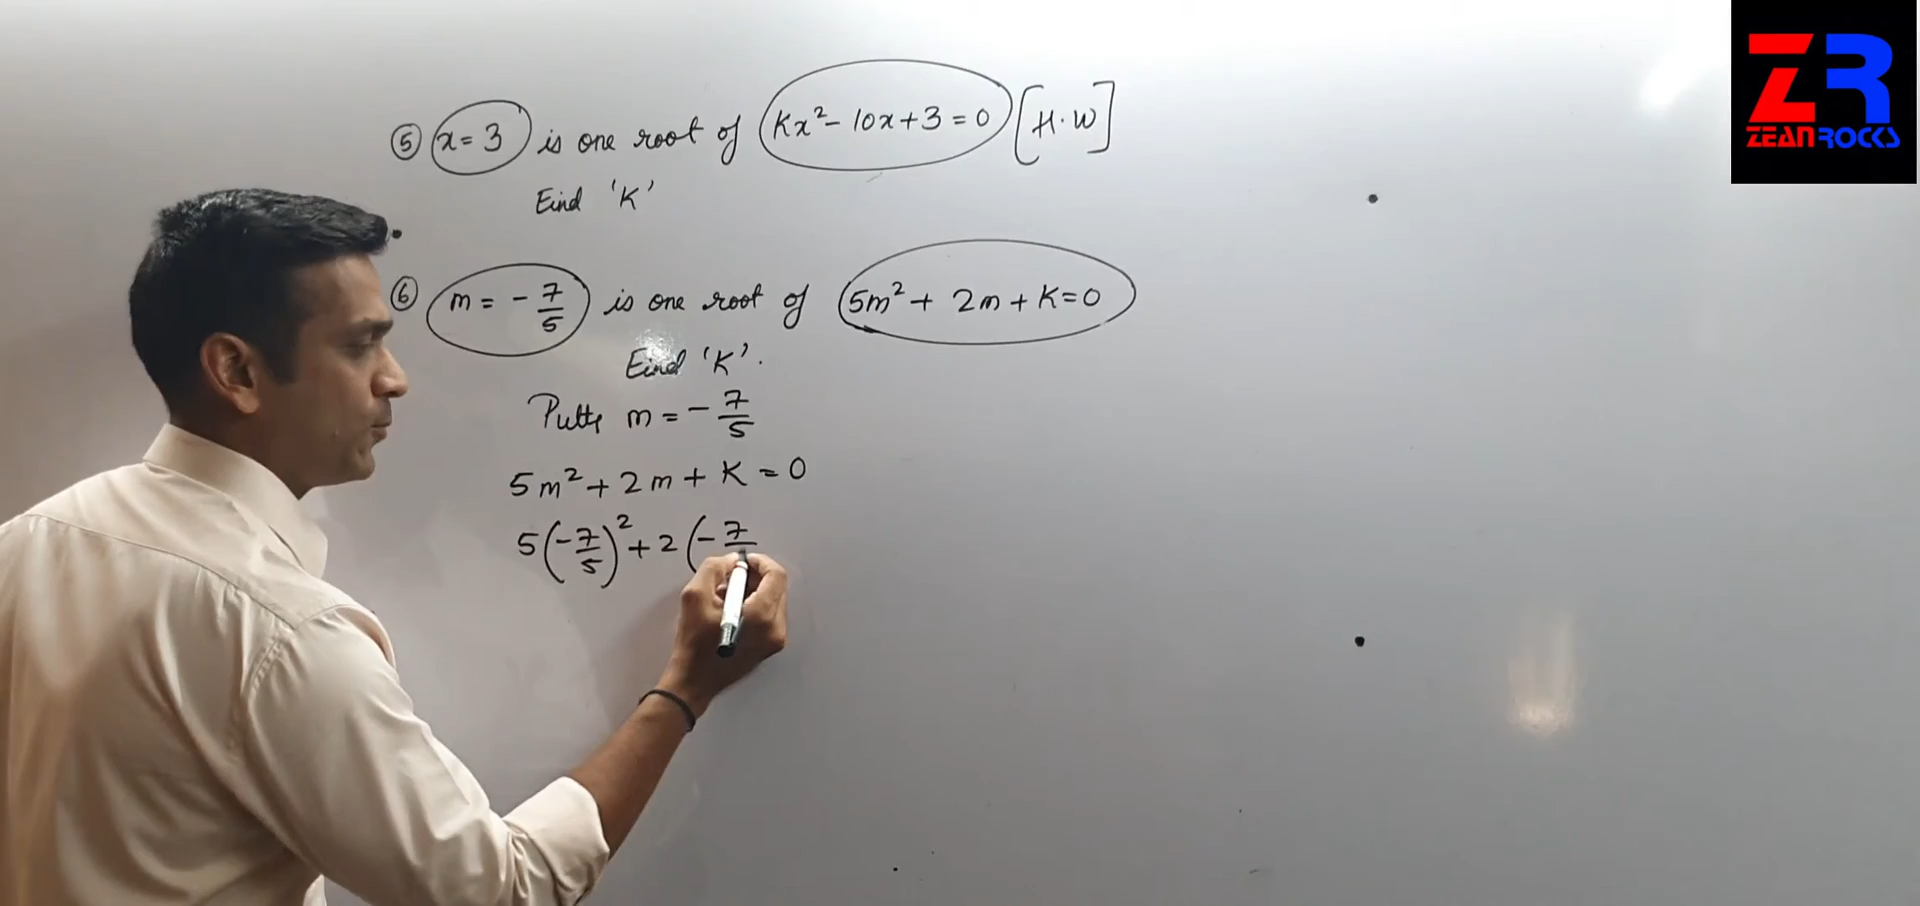 ZR
ZEAN ROCKS
⑤ x = 3 is one root of Kx² - 10x + 3 = 0 [H.W]
Find 'K'
⑥ m = - 7/5 is one root of 5m² + 2m + K = 0
Find 'K'.
Putt m = - 7/5
5m² + 2m + K = 0
5(-7/5)² + 2(-7